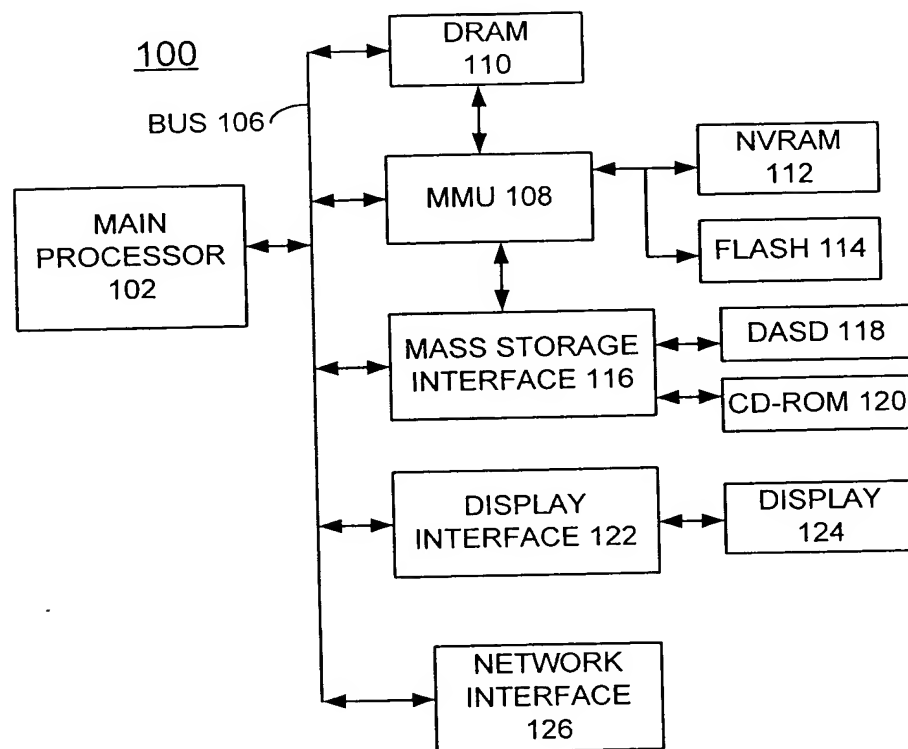 100
BUS 106
MAIN
PROCESSOR
102
DRAM
110
MMU 108
NVRAM
112
FLASH 114
MASS STORAGE
INTERFACE 116
DASD 118
CD-ROM 120
DISPLAY
INTERFACE 122
DISPLAY
124
NETWORK
INTERFACE
126